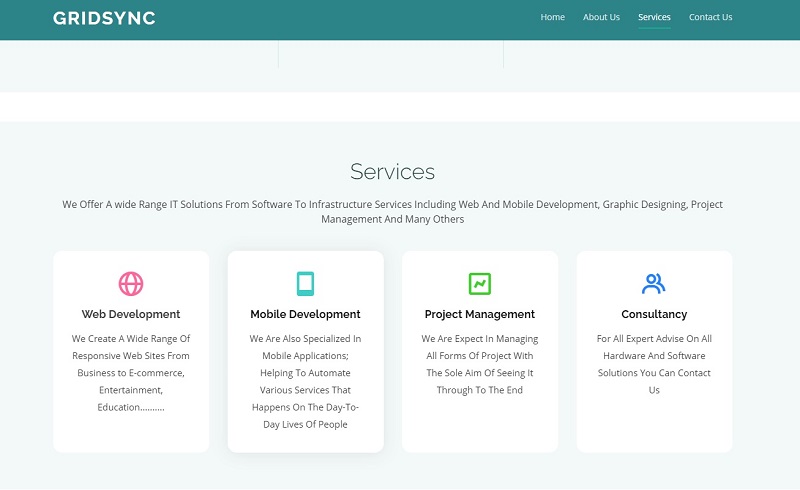 GRIDSYNC
Home About Us Services Contact Us
Services
We Offer A wide Range IT Solutions From Software To Infrastructure Services Including Web And Mobile Development, Graphic Designing, Project
Management And Many Others
Web Development
We Create A Wide Range Of
Responsive Web Sites From
Business to E-commerce,
Entertainment,
Education..........
Mobile Development
We Are Also Specialized In
Mobile Applications;
Helping To Automate
Various Services That
Happens On The Day-To-
Day Lives Of People
Project Management
We Are Expect In Managing
All Forms Of Project With
The Sole Aim Of Seeing It
Through To The End
Consultancy
For All Expert Advise On All
Hardware And Software
Solutions You Can Contact
Us